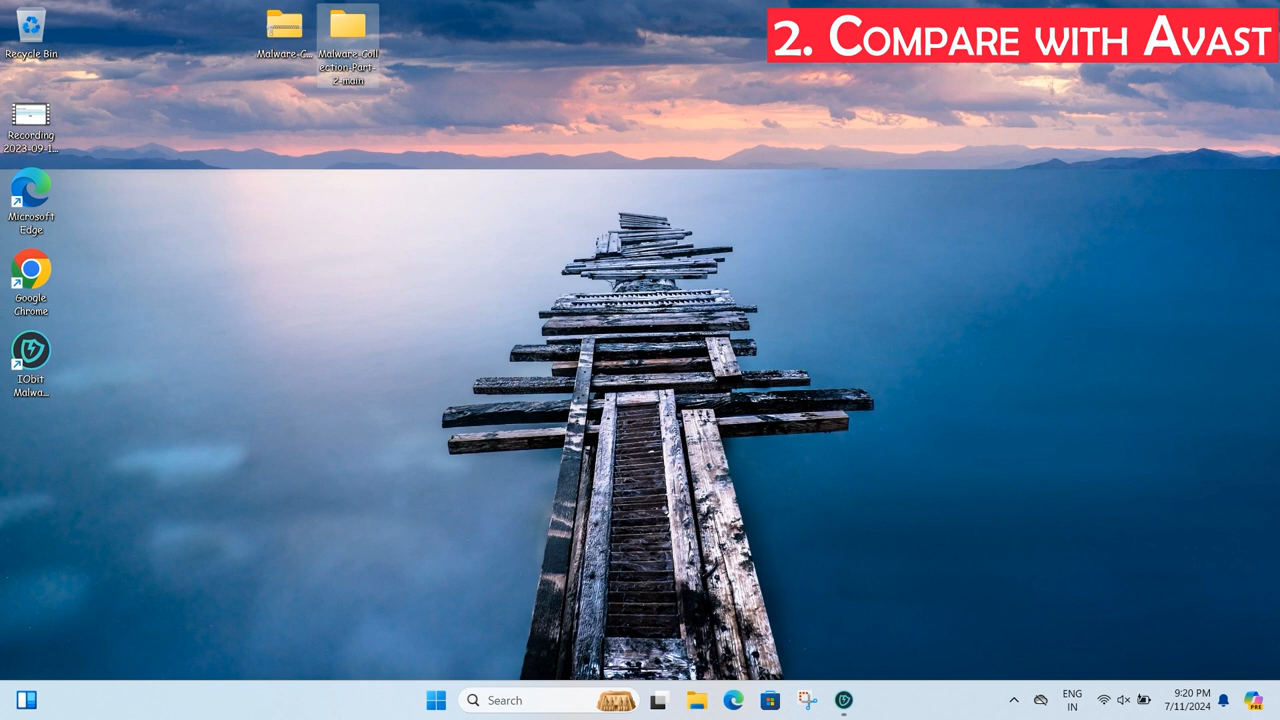 2. COMPARE WITH AVAST
Recycle Bin
Malware-C...
Malware-Coll
ection-Part-
2-main
Recording
2023-09-1...
Microsoft
Edge
Google
Chrome
IObit
Malwa...
Search
ENG
IN
9:20 PM
7/11/2024
PRE